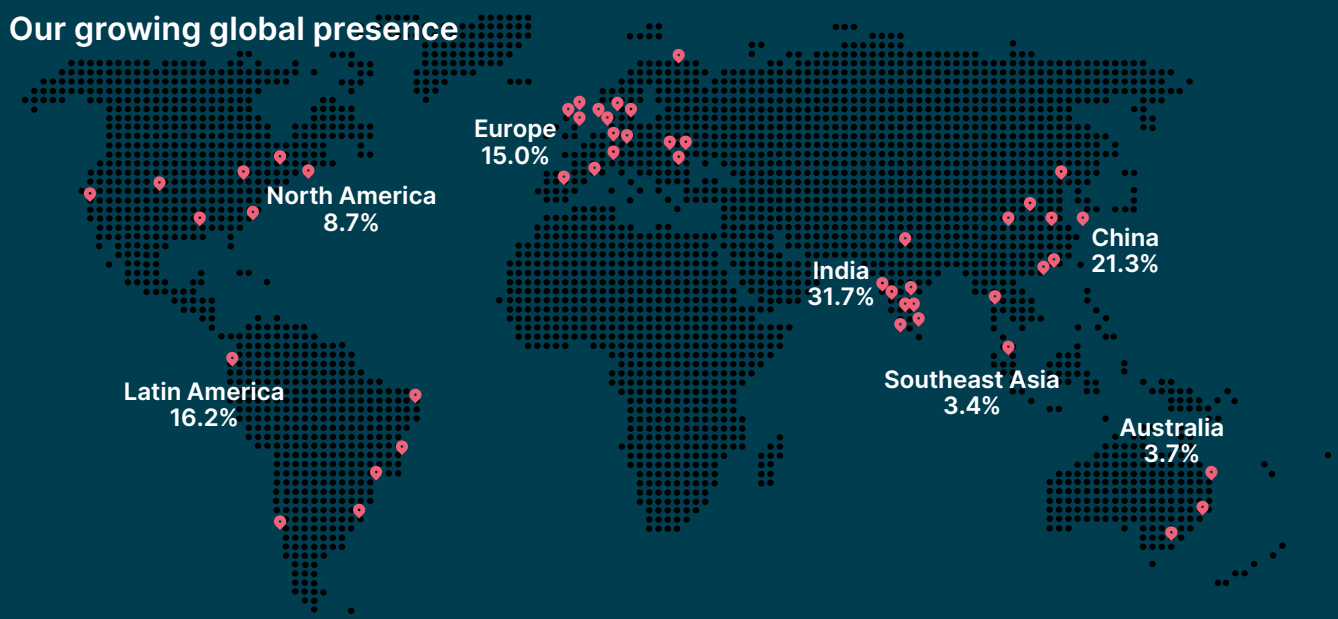 Our growing global presence
Europe
15.0%
North America
8.7%
China
21.3%
India
31.7%
Latin America
16.2%
Southeast Asia
3.4%
Australia
3.7%